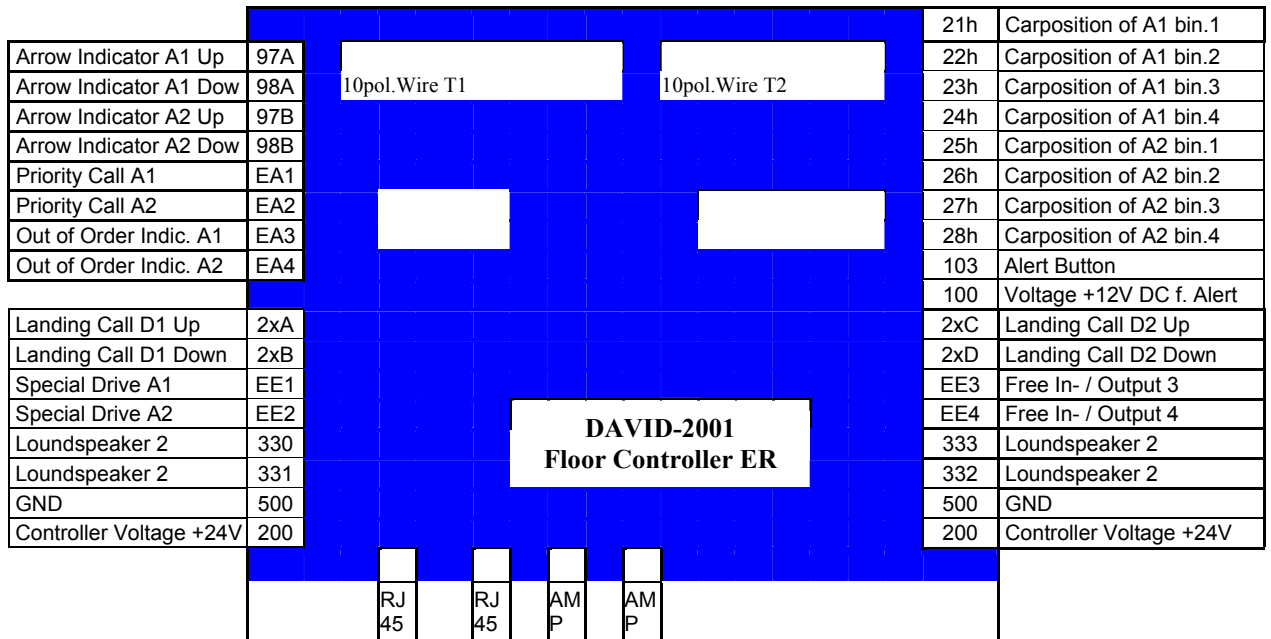 21h Carposition of A1 bin.1
Arrow Indicator A1 Up 97A 22h Carposition of A1 bin.2
Arrow Indicator A1 Dow 98A 10pol.Wire T1 10pol.Wire T2 23h Carposition of A1 bin.3
Arrow Indicator A2 Up 97B 24h Carposition of A1 bin.4
Arrow Indicator A2 Dow 98B 25h Carposition of A2 bin.1
Priority Call A1 EA1 26h Carposition of A2 bin.2
Priority Call A2 EA2 27h Carposition of A2 bin.3
Out of Order Indic. A1 EA3 28h Carposition of A2 bin.4
Out of Order Indic. A2 EA4 103 Alert Button
100 Voltage +12V DC f. Alert
Landing Call D1 Up 2xA 2xC Landing Call D2 Up
Landing Call D1 Down 2xB 2xD Landing Call D2 Down
Special Drive A1 EE1 EE3 Free In- / Output 3
Special Drive A2 EE2 EE4 Free In- / Output 4
DAVID-2001
Loundspeaker 2 330 333 Loundspeaker 2
Floor Controller ER
Loundspeaker 2 331 332 Loundspeaker 2
GND 500 500 GND
Controller Voltage +24V 200 200 Controller Voltage +24V
RJ RJ AM AM
45 45 P P